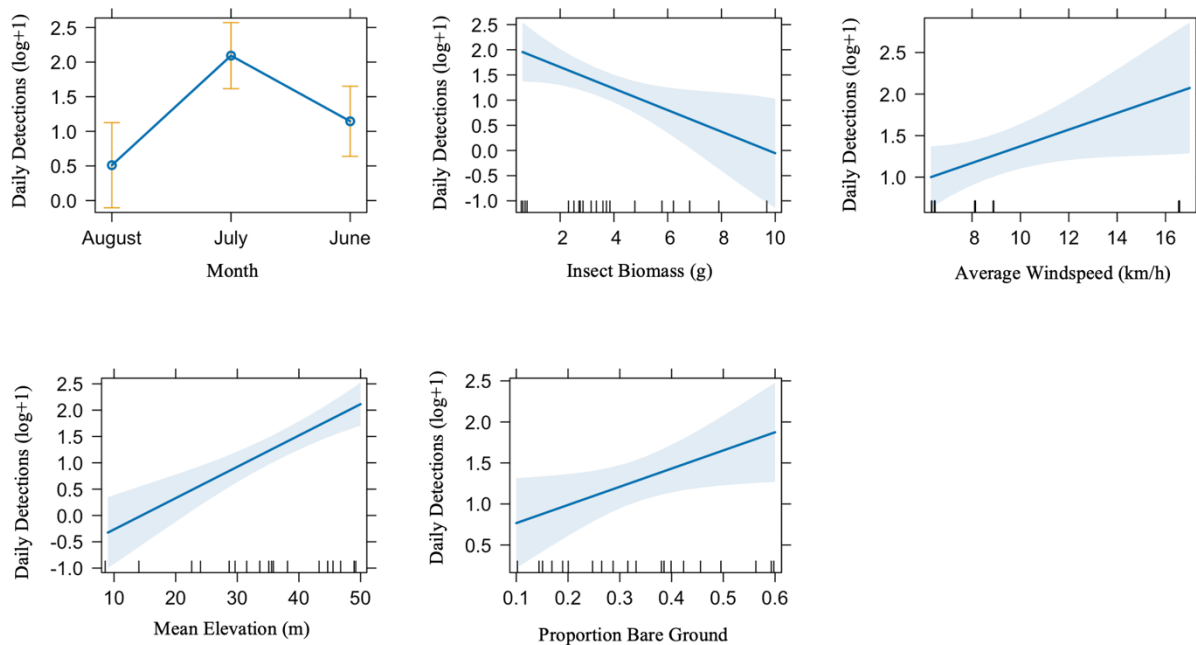 Daily Detections (log+1)
2.5
2.0
1.5
1.0
0.5
0.0
August July June
Month
Daily Detections (log+1)
2.5
2.0
1.5
1.0
0.5
0.0
-0.5
-1.0
2 4 6 8 10
Insect Biomass (g)
Daily Detections (log+1)
2.5
2.0
1.5
1.0
8 10 12 14 16
Average Windspeed (km/h)
Daily Detections (log+1)
2.5
2.0
1.5
1.0
0.5
0.0
-0.5
-1.0
10 20 30 40 50
Mean Elevation (m)
Daily Detections (log+1)
2.5
2.0
1.5
1.0
0.5
0.1 0.2 0.3 0.4 0.5 0.6
Proportion Bare Ground